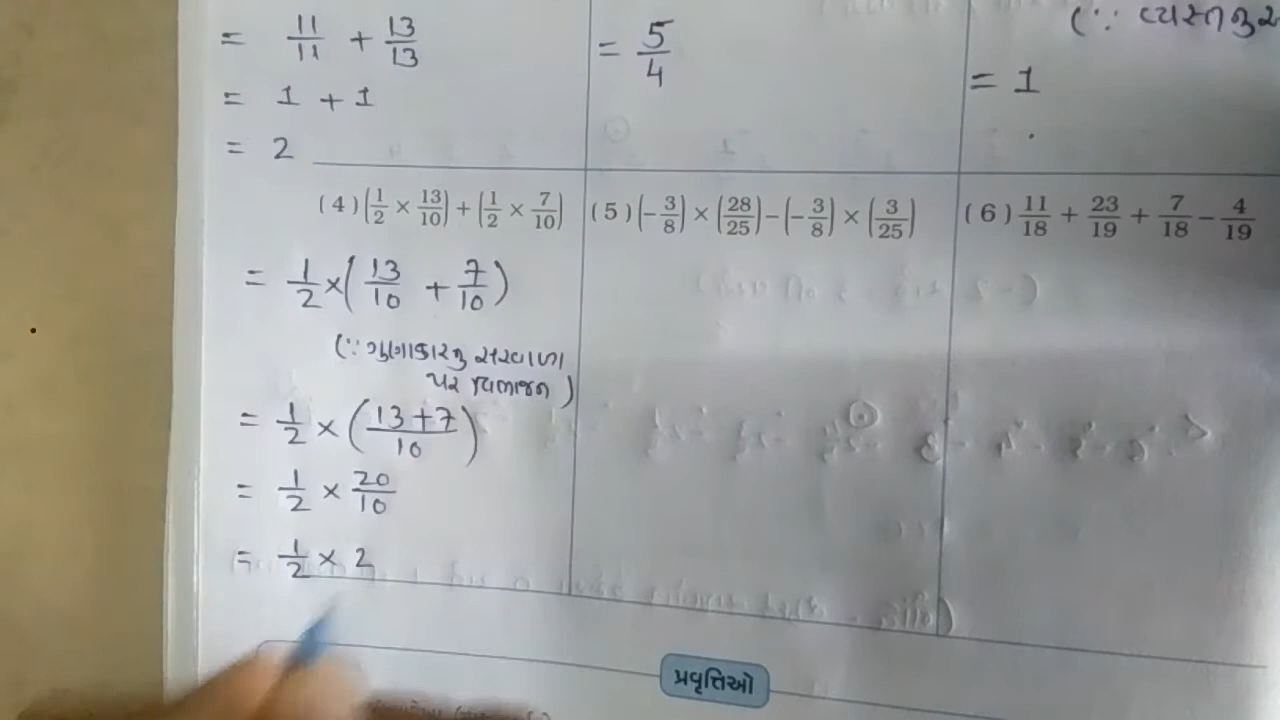 = 11/11 + 13/13
= 1 + 1
= 2
= 5/4
(∵ વ્યસ્તનુ
= 1
(4) (1/2 × 13/10) + (1/2 × 7/10)
= 1/2 × (13/10 + 7/10)
(∵ ગુણાકારનુ સરવાળા
પર વિભાજન)
= 1/2 × (13+7/10)
= 1/2 × 20/10
= 1/2 × 2
(5) (-3/8) × (28/25) - (-3/8) × (3/25)
(6) 11/18 + 23/19 + 7/18 - 4/19
પ્રવૃત્તિઓ